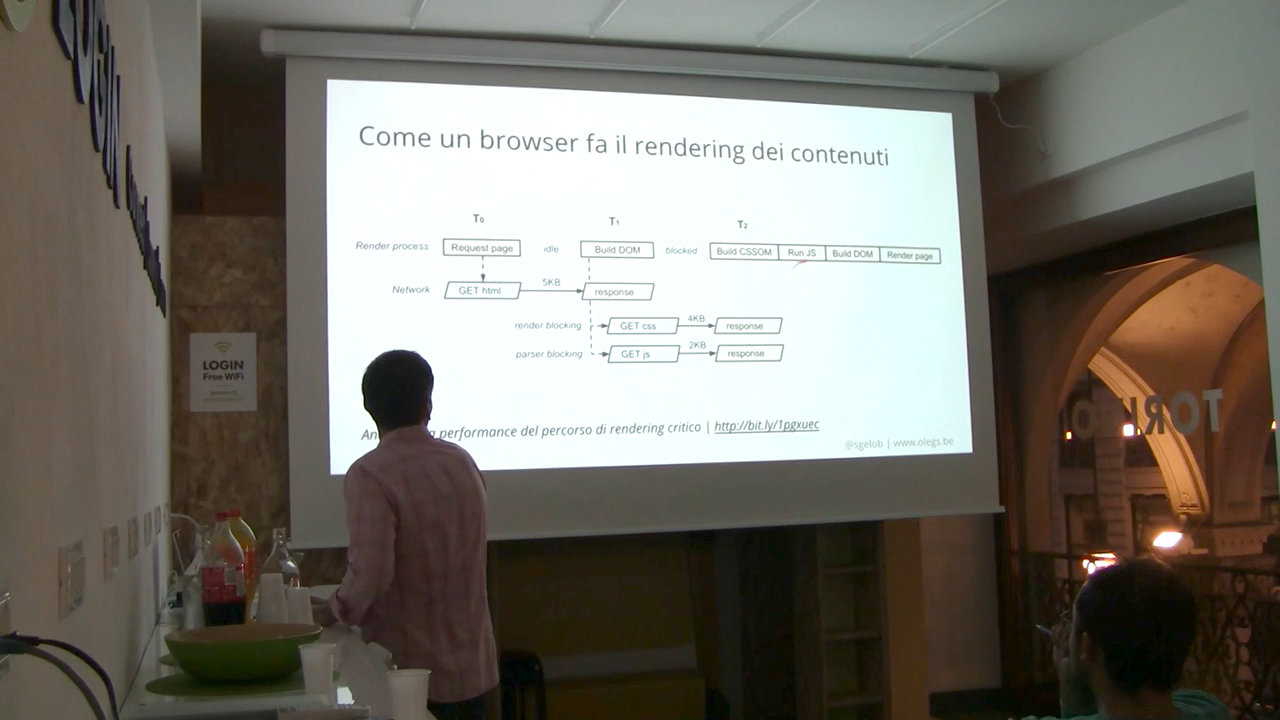 LOGIN
LOGIN
Free WiFi
Come un browser fa il rendering dei contenuti
T0 T1 T2
Render process Request page idle Build DOM blocked Build CSSOM Run JS Build DOM Render page
Network GET html 5KB response
render blocking GET css 4KB response
parser blocking GET js 2KB response
performance del percorso di rendering critico | http://bit.ly/1pgxuec
@sgelob | www.olegs.be
TORINO